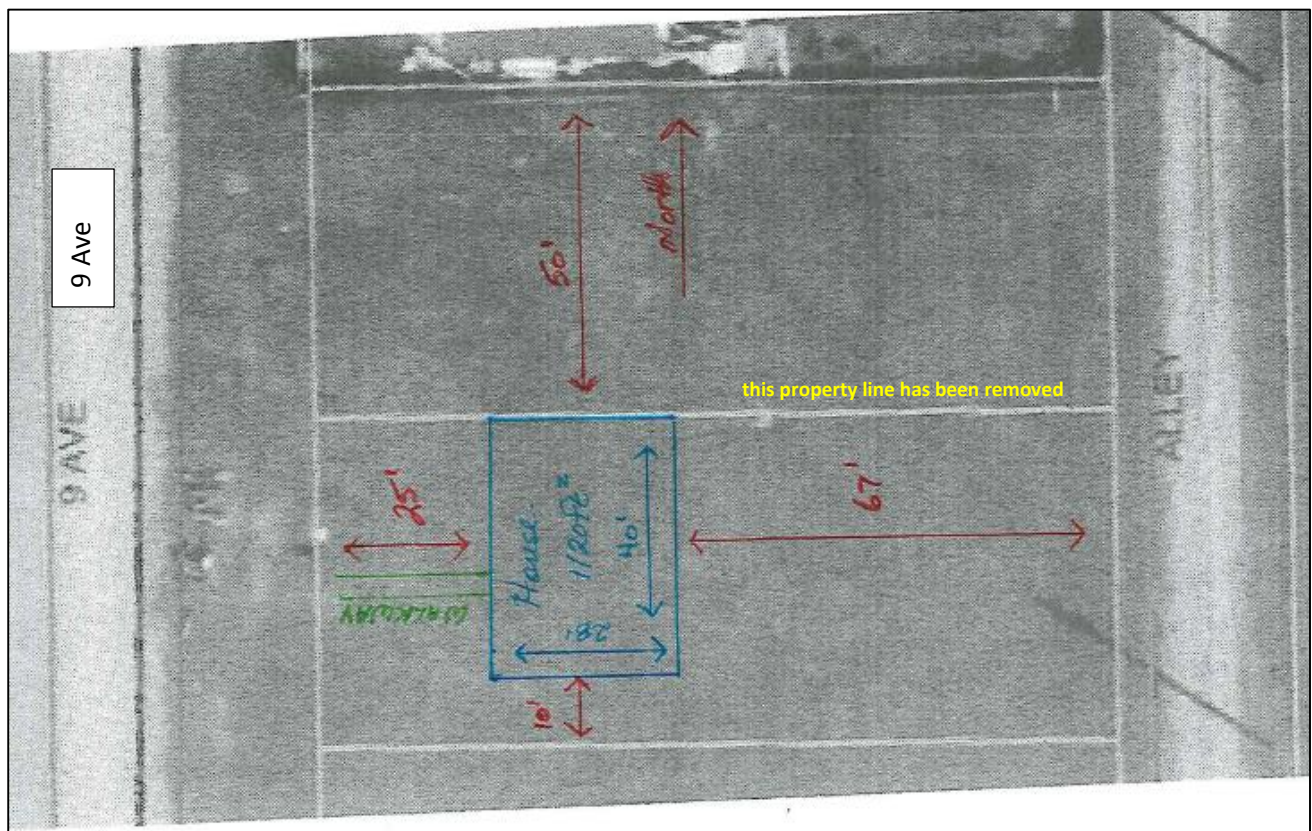 9 Ave
9 AVE
50'
North
this property line has been removed
ALLEY
25'
67'
House.
1120ft²
40'
28'
WALKWAY
10'